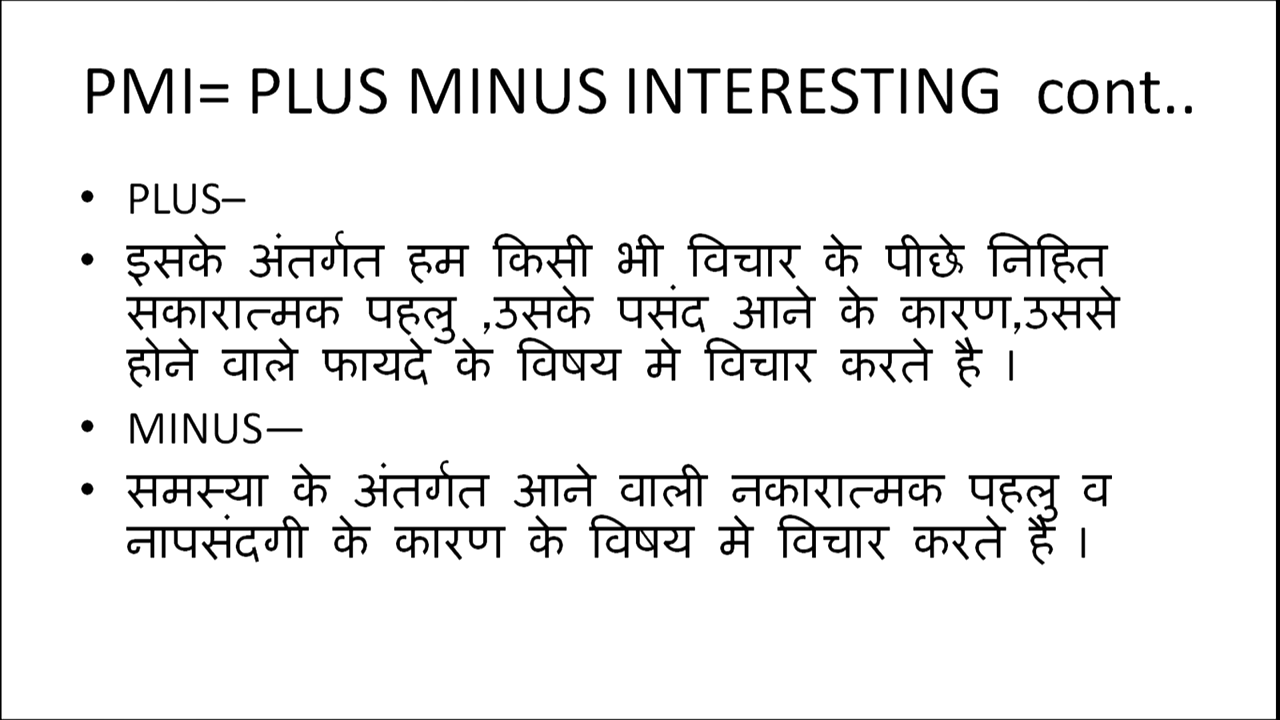 PMI= PLUS MINUS INTERESTING cont..
• PLUS–
• इसके अंतर्गत हम किसी भी विचार के पीछे निहित
सकारात्मक पहलु ,उसके पसंद आने के कारण,उससे
होने वाले फायदे के विषय मे विचार करते है ।
• MINUS—
• समस्या के अंतर्गत आने वाली नकारात्मक पहलु व
नापसंदगी के कारण के विषय मे विचार करते है ।